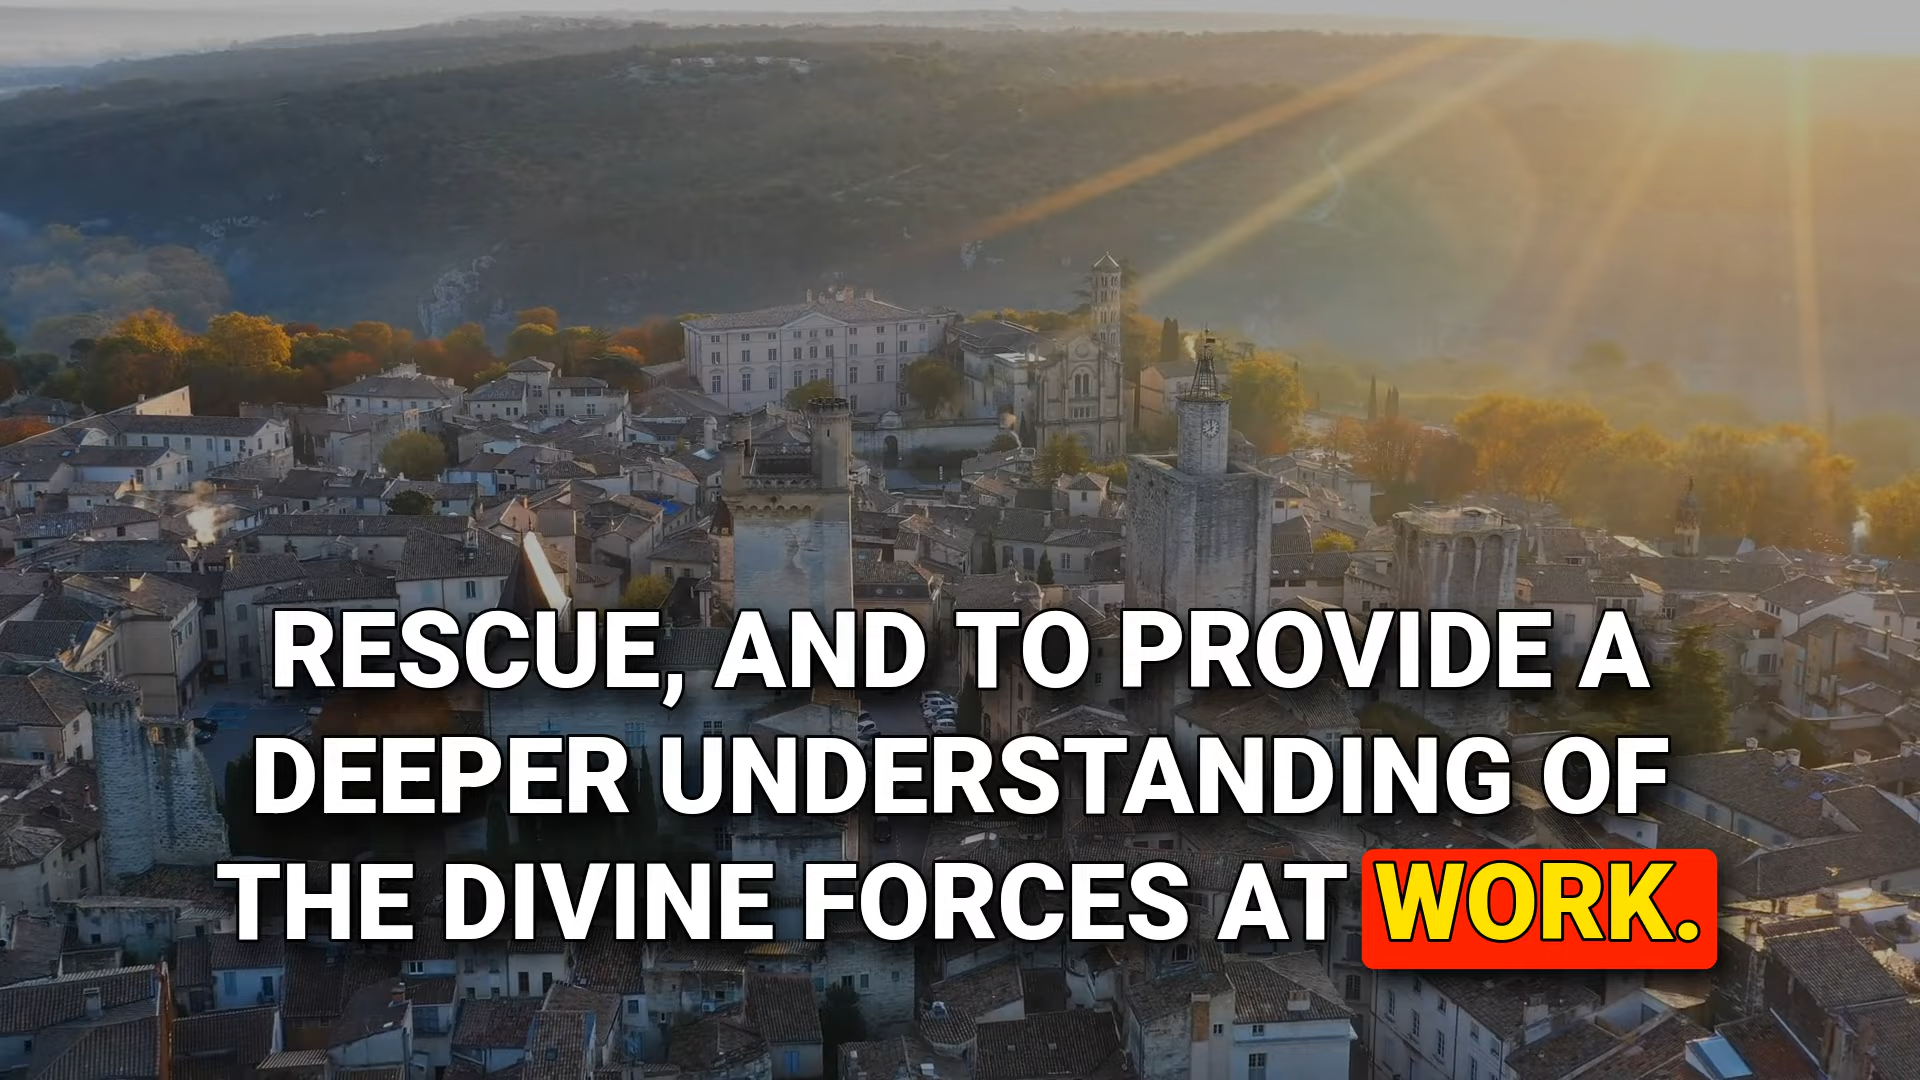 RESCUE, AND TO PROVIDE A
DEEPER UNDERSTANDING OF
THE DIVINE FORCES AT WORK.